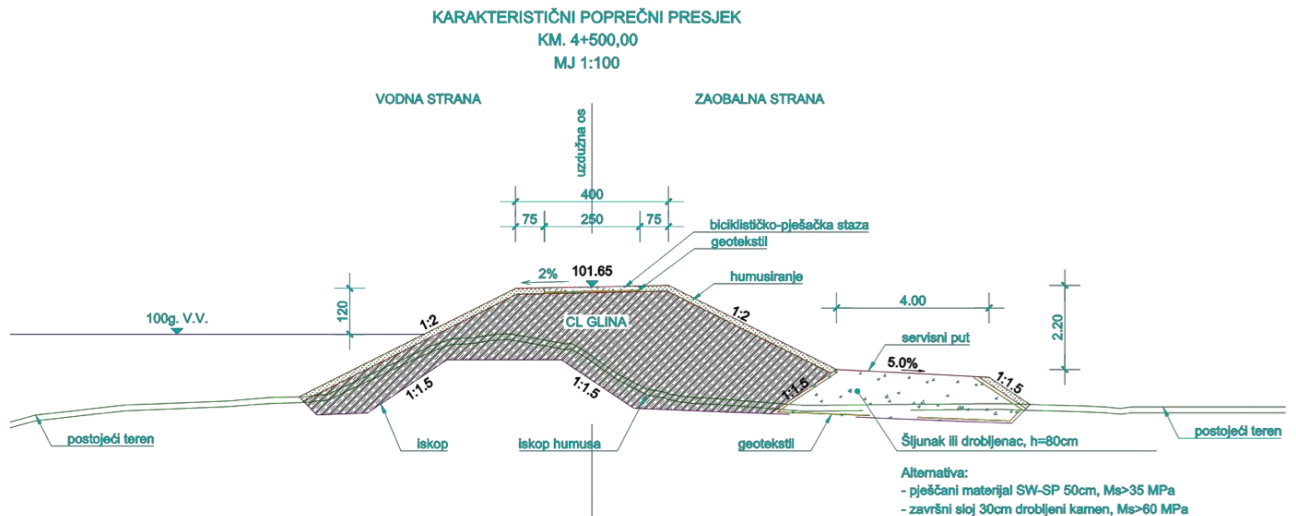 KARAKTERISTIČNI POPREČNI PRESJEK
KM. 4+500,00
MJ 1:100
VODNA STRANA
ZAOBALNA STRANA
uzdužna os
400
75
250
75
biciklističko-pješačka staza
geotekstil
humusiranje
2%
101.65
120
100g. V.V.
1:2
CL GLINA
1:2
4.00
2.20
servisni put
5.0%
1:1.5
1:1.5
1:1.5
1:1.5
postojeći teren
iskop
iskop humusa
geotekstil
Šljunak ili drobljenac, h=80cm
postojeći teren
Alternativa:
- pješčani materijal SW-SP 50cm, Ms>35 MPa
- završni sloj 30cm drobljeni kamen, Ms>60 MPa